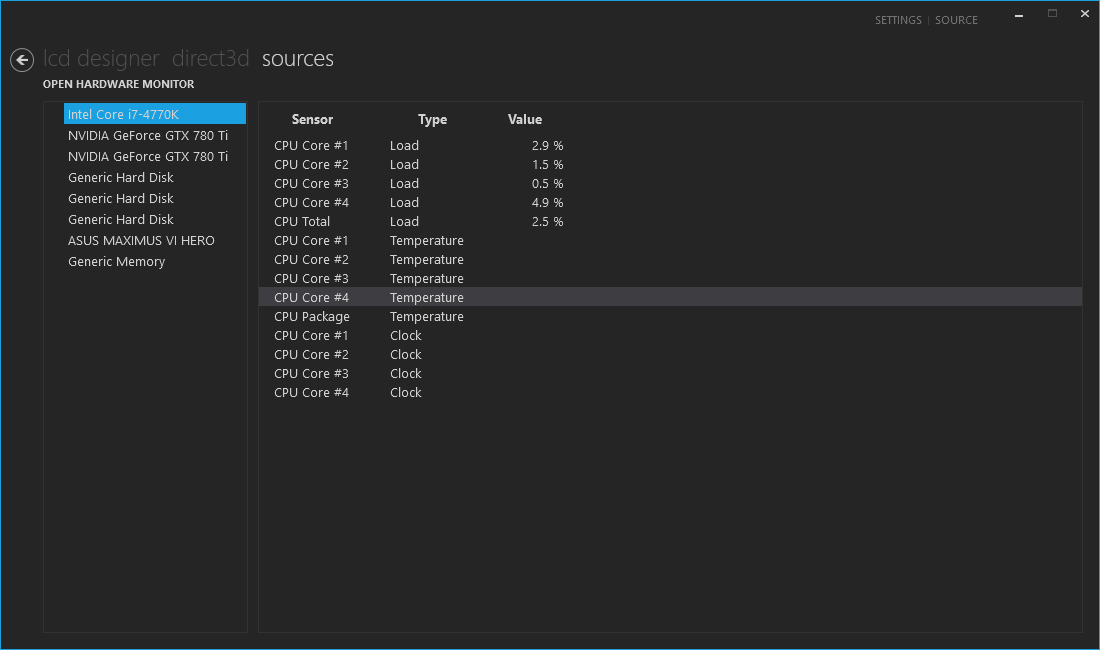 SETTINGS | SOURCE
lcd designer direct3d sources
OPEN HARDWARE MONITOR
Intel Core i7-4770K
NVIDIA GeForce GTX 780 Ti
NVIDIA GeForce GTX 780 Ti
Generic Hard Disk
Generic Hard Disk
Generic Hard Disk
ASUS MAXIMUS VI HERO
Generic Memory
Sensor Type Value
CPU Core #1 Load 2.9 %
CPU Core #2 Load 1.5 %
CPU Core #3 Load 0.5 %
CPU Core #4 Load 4.9 %
CPU Total Load 2.5 %
CPU Core #1 Temperature
CPU Core #2 Temperature
CPU Core #3 Temperature
CPU Core #4 Temperature
CPU Package Temperature
CPU Core #1 Clock
CPU Core #2 Clock
CPU Core #3 Clock
CPU Core #4 Clock